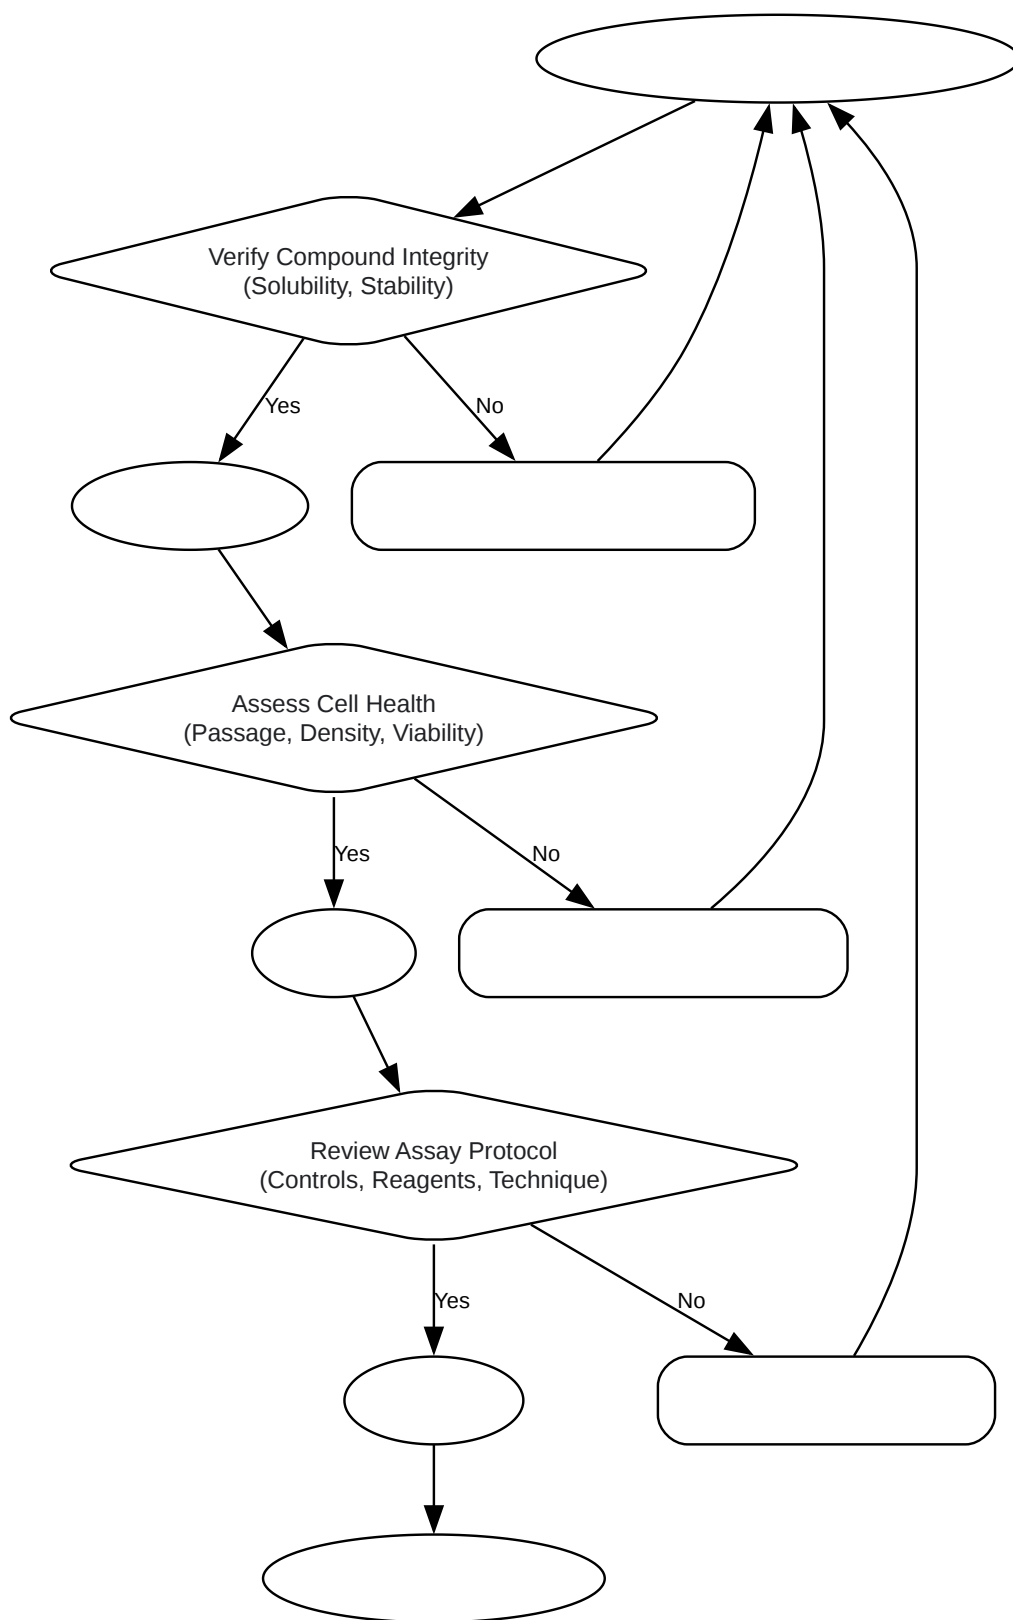 Verify Compound Integrity
(Solubility, Stability)
Yes
No
Assess Cell Health
(Passage, Density, Viability)
Yes
No
Review Assay Protocol
(Controls, Reagents, Technique)
Yes
No